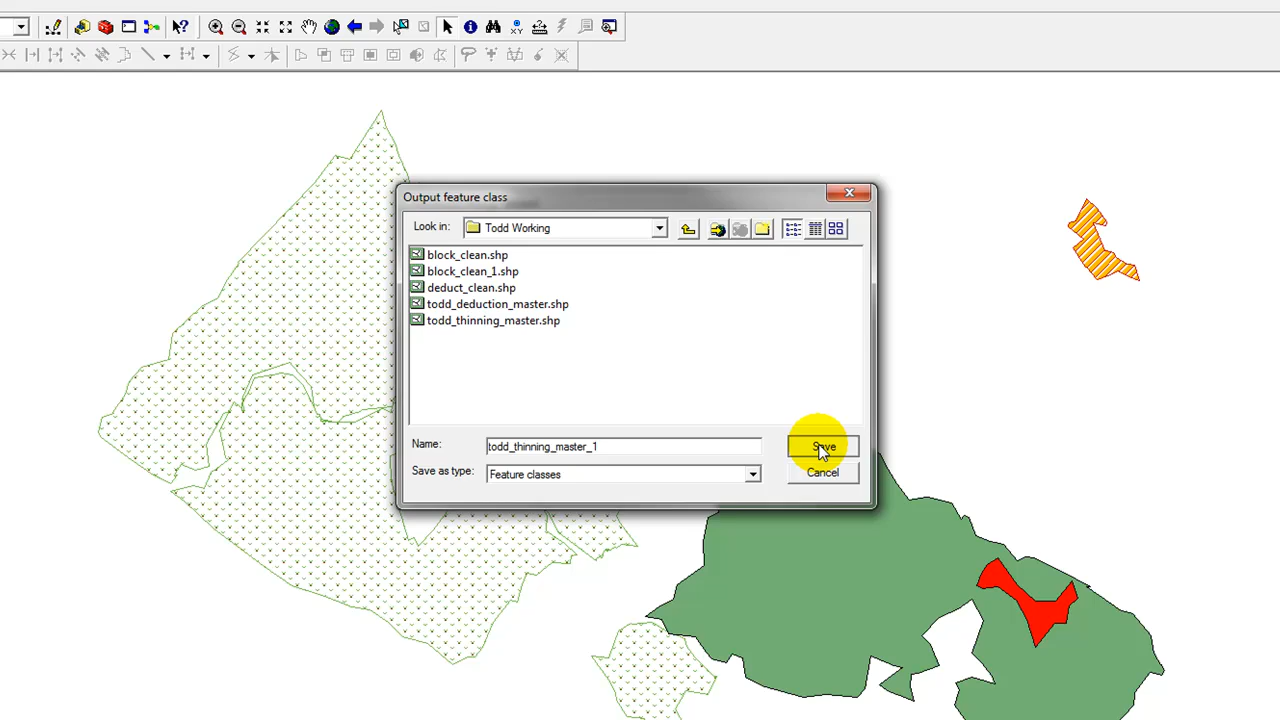 XY
Output feature class
Look in: Todd Working
block_clean.shp
block_clean_1.shp
deduct_clean.shp
todd_deduction_master.shp
todd_thinning_master.shp
Name: todd_thinning_master_1 Save
Save as type: Feature classes Cancel